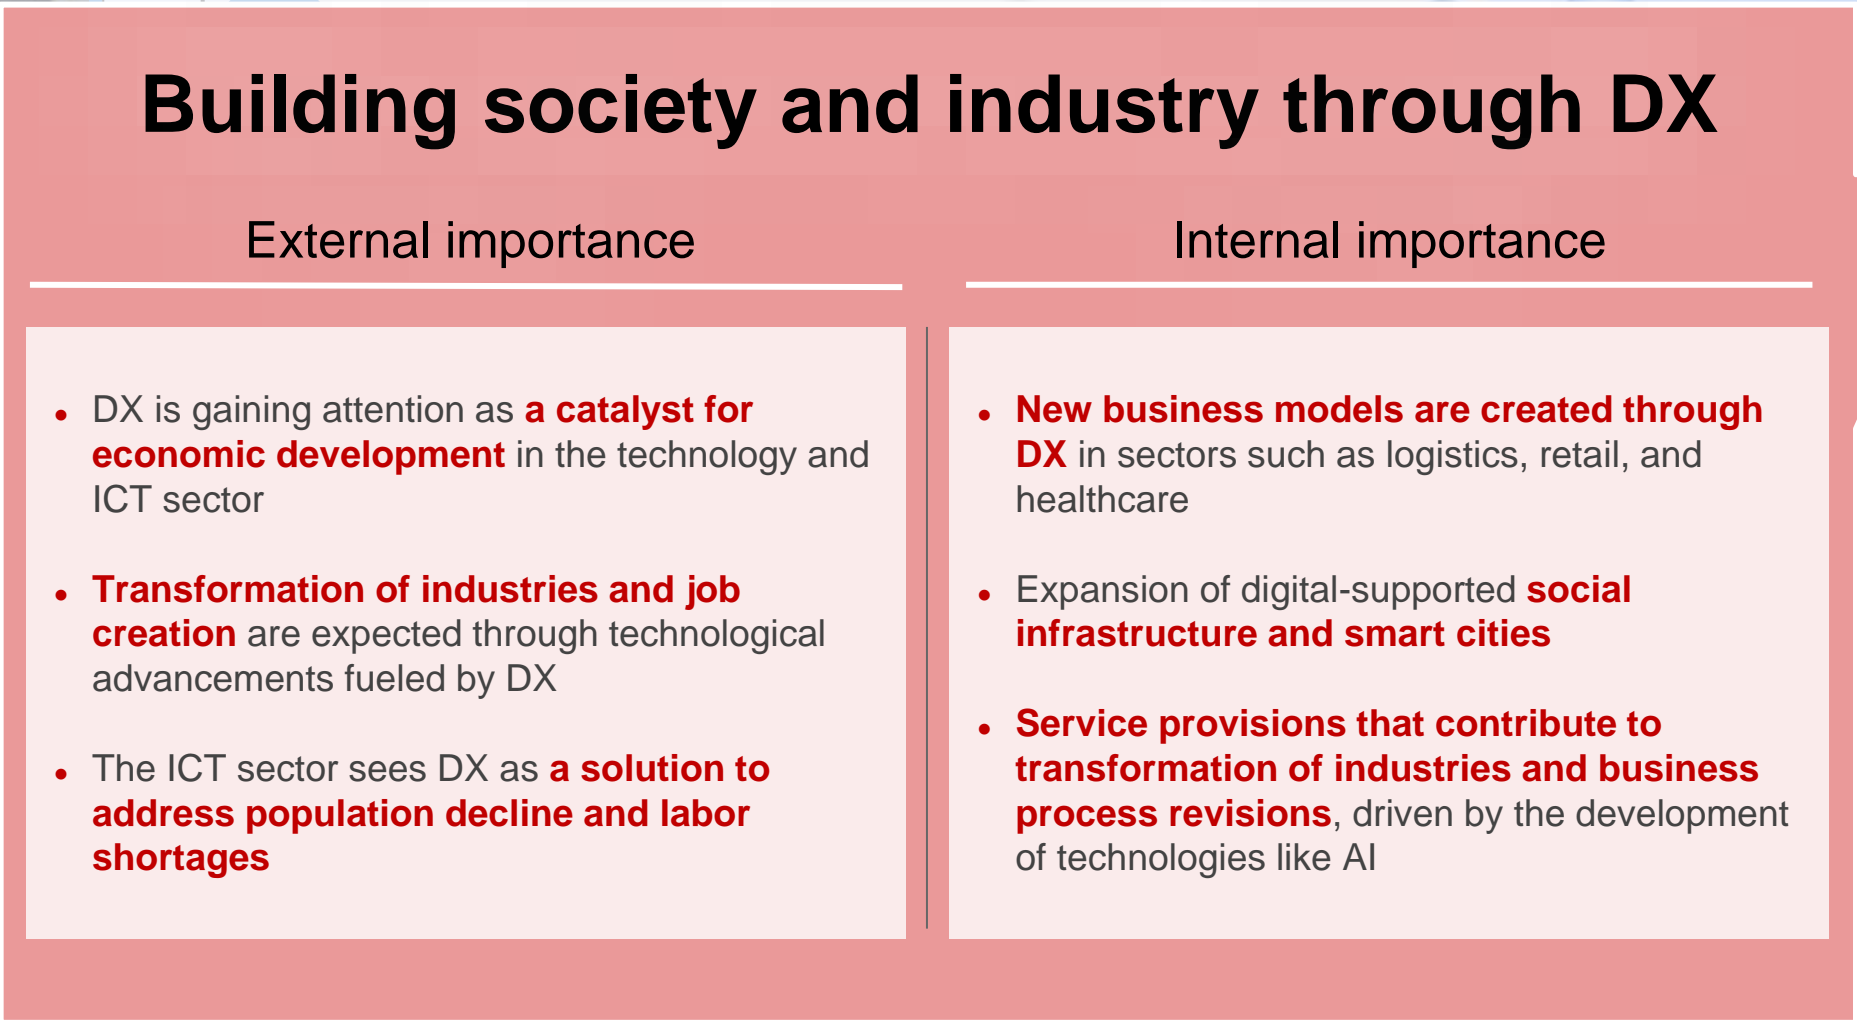 Building society and industry through DX
External importance
• DX is gaining attention as a catalyst for
economic development in the technology and
ICT sector
• Transformation of industries and job
creation are expected through technological
advancements fueled by DX
• The ICT sector sees DX as a solution to
address population decline and labor
shortages
Internal importance
• New business models are created through
DX in sectors such as logistics, retail, and
healthcare
• Expansion of digital-supported social
infrastructure and smart cities
• Service provisions that contribute to
transformation of industries and business
process revisions, driven by the development
of technologies like AI